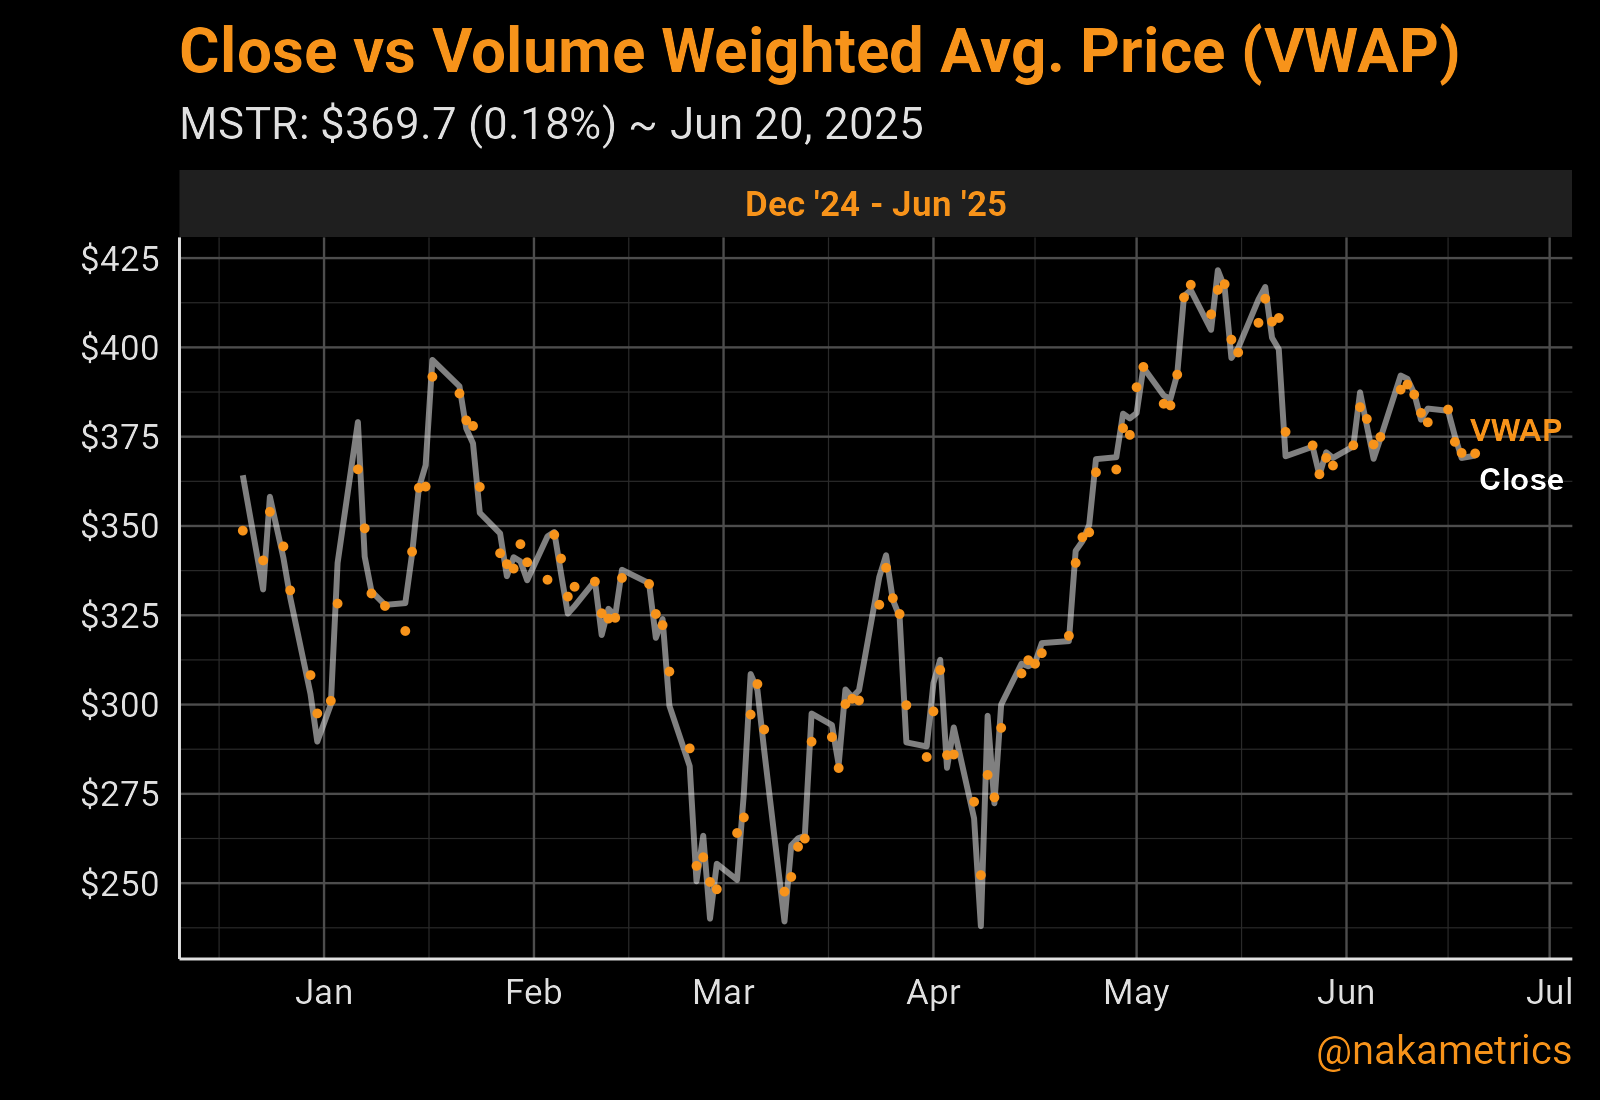 Close vs Volume Weighted Avg. Price (VWAP)
MSTR: $369.7 (0.18%) ~ Jun 20, 2025
Dec '24 - Jun '25
$425
$400
$375
$350
$325
$300
$275
$250
VWAP
Close
Jan Feb Mar Apr May Jun Jul
@nakametrics